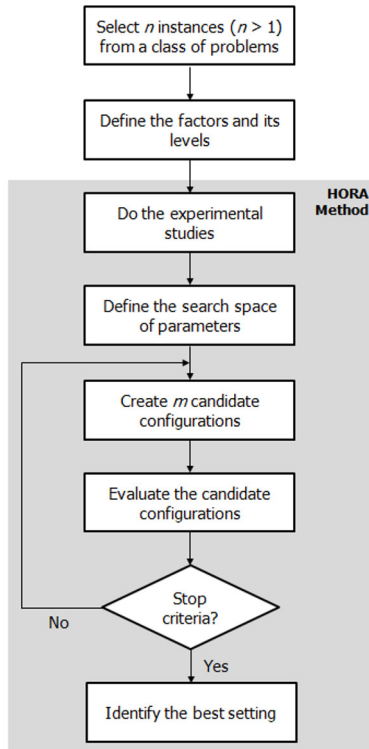 Select n instances (n > 1)
from a class of problems
Define the factors and its
levels
HORA
Method
Do the experimental
studies
Define the search space
of parameters
Create m candidate
configurations
Evaluate the candidate
configurations
Stop
criteria?
No
Yes
Identify the best setting